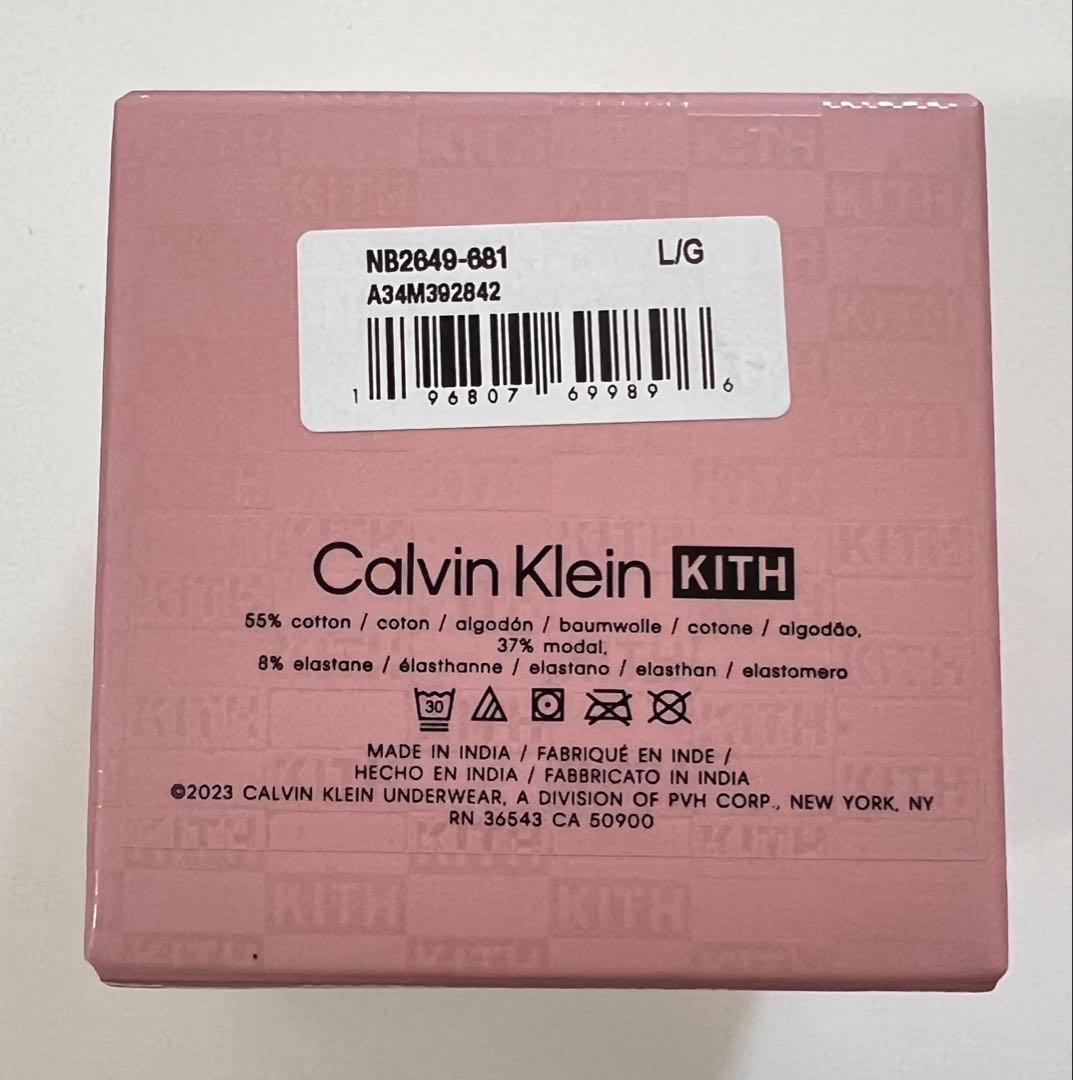 NB2649-681 L/G
A34M392842
1 96807 69989 6
Calvin Klein KITH
55% cotton / coton / algodón / baumwolle / cotone / algodão,
37% modal,
8% elastane / élasthanne / elastano / elasthan / elastomero
30
MADE IN INDIA / FABRIQUÉ EN INDE /
HECHO EN INDIA / FABBRICATO IN INDIA
©2023 CALVIN KLEIN UNDERWEAR, A DIVISION OF PVH CORP., NEW YORK, NY
RN 36543 CA 50900
KITH KITH